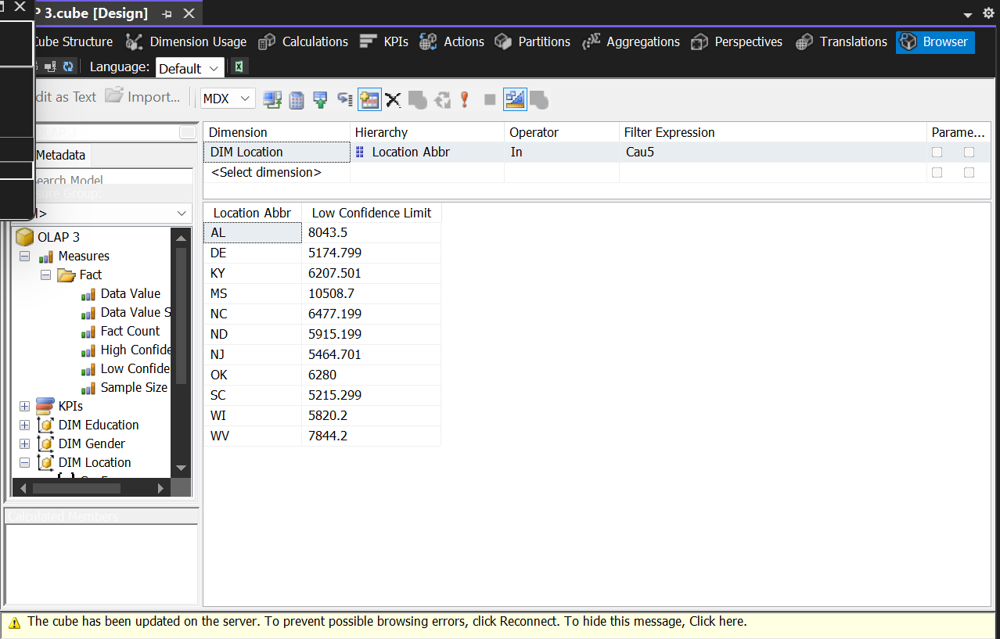 P 3.cube [Design]
Cube Structure Dimension Usage Calculations KPIs Actions Partitions Aggregations Perspectives Translations Browser
Language: Default
dit as Text Import... MDX
Metadata
earch Model
sure Group:
l>
OLAP 3
Measures
Fact
Data Value
Data Value S
Fact Count
High Confide
Low Confide
Sample Size
KPIs
DIM Education
DIM Gender
DIM Location
Calculated Members
Dimension Hierarchy Operator Filter Expression Parame...
DIM Location Location Abbr In Cau5
<Select dimension>
Location Abbr Low Confidence Limit
AL 8043.5
DE 5174.799
KY 6207.501
MS 10508.7
NC 6477.199
ND 5915.199
NJ 5464.701
OK 6280
SC 5215.299
WI 5820.2
WV 7844.2
The cube has been updated on the server. To prevent possible browsing errors, click Reconnect. To hide this message, Click here.